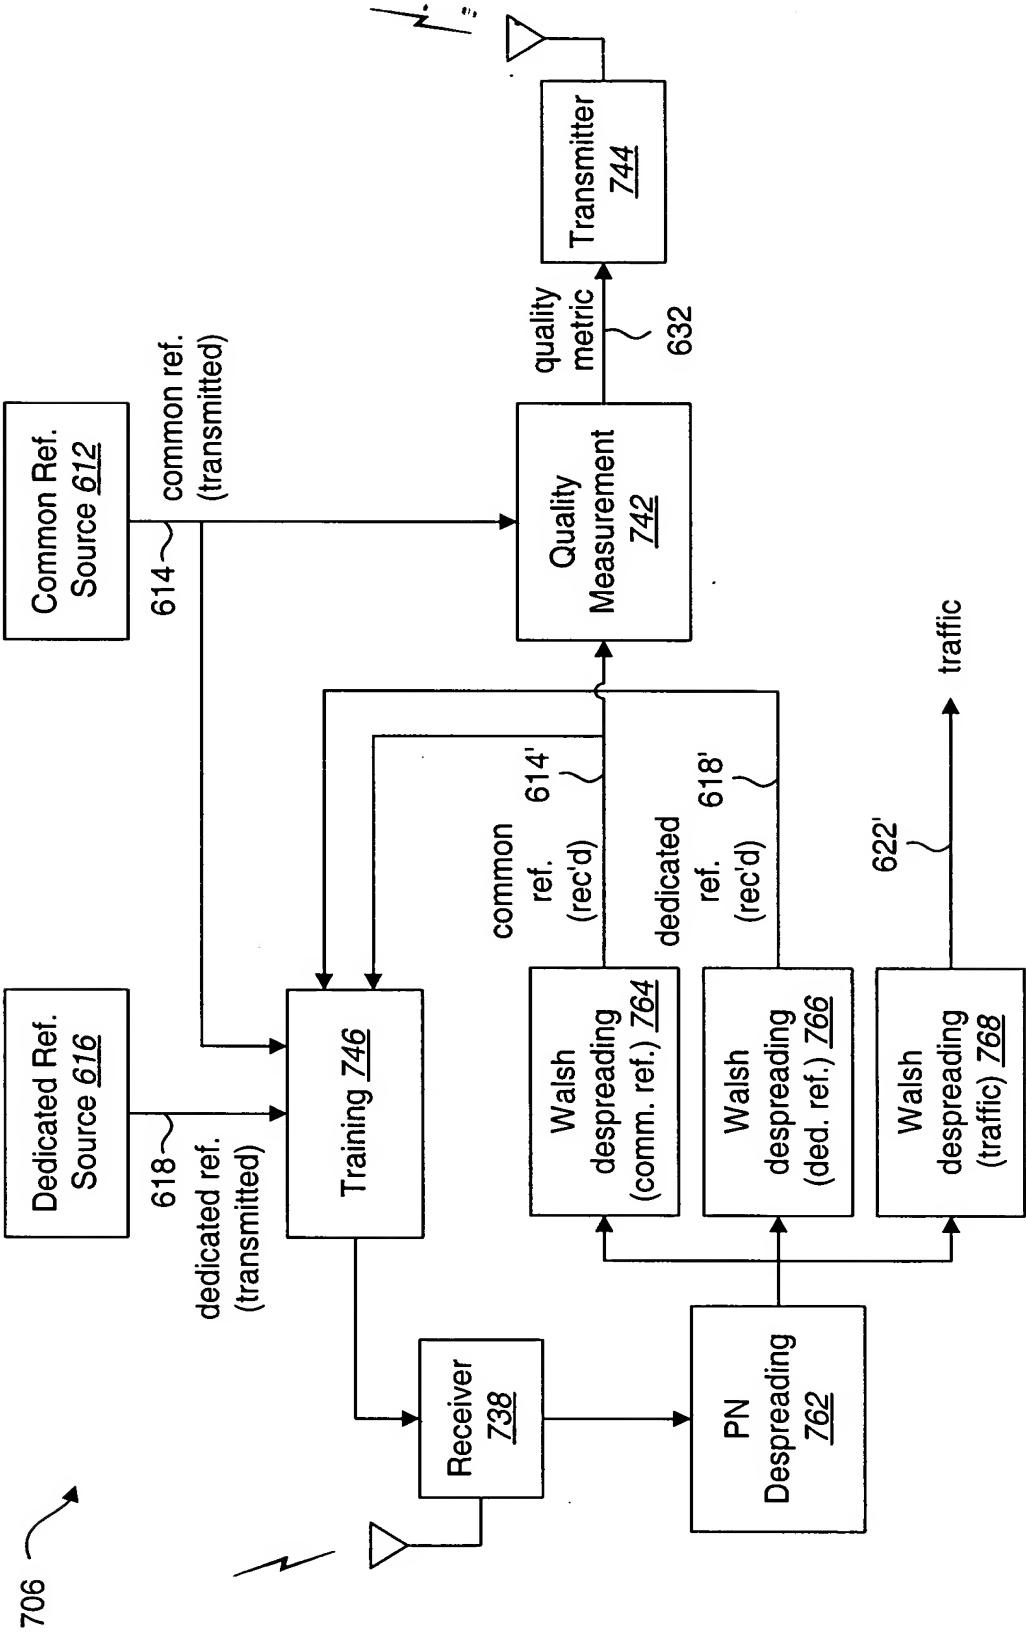 706
Dedicated Ref.
Source 616
Common Ref.
Source 612
618
dedicated ref.
(transmitted)
614
common ref.
(transmitted)
Training 746
Receiver
738
PN
Despreading
762
Walsh
despreading
(comm. ref.) 764
Walsh
despreading
(ded. ref.) 766
Walsh
despreading
(traffic) 768
common
ref.
(rec'd)
614'
dedicated
ref.
(rec'd)
618'
622'
traffic
Quality
Measurement
742
quality
metric
632
Transmitter
744